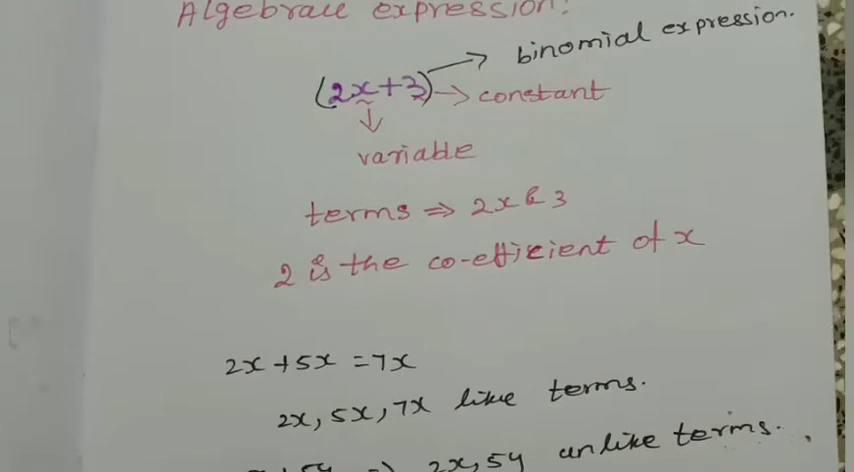 Algebraic expression:
binomial expression.
(2x+3) → constant
variable
terms ⇒ 2x & 3
2 is the co-efficient of x
2x + 5x = 7x
2x, 5x, 7x like terms.
2x, 5y unlike terms.